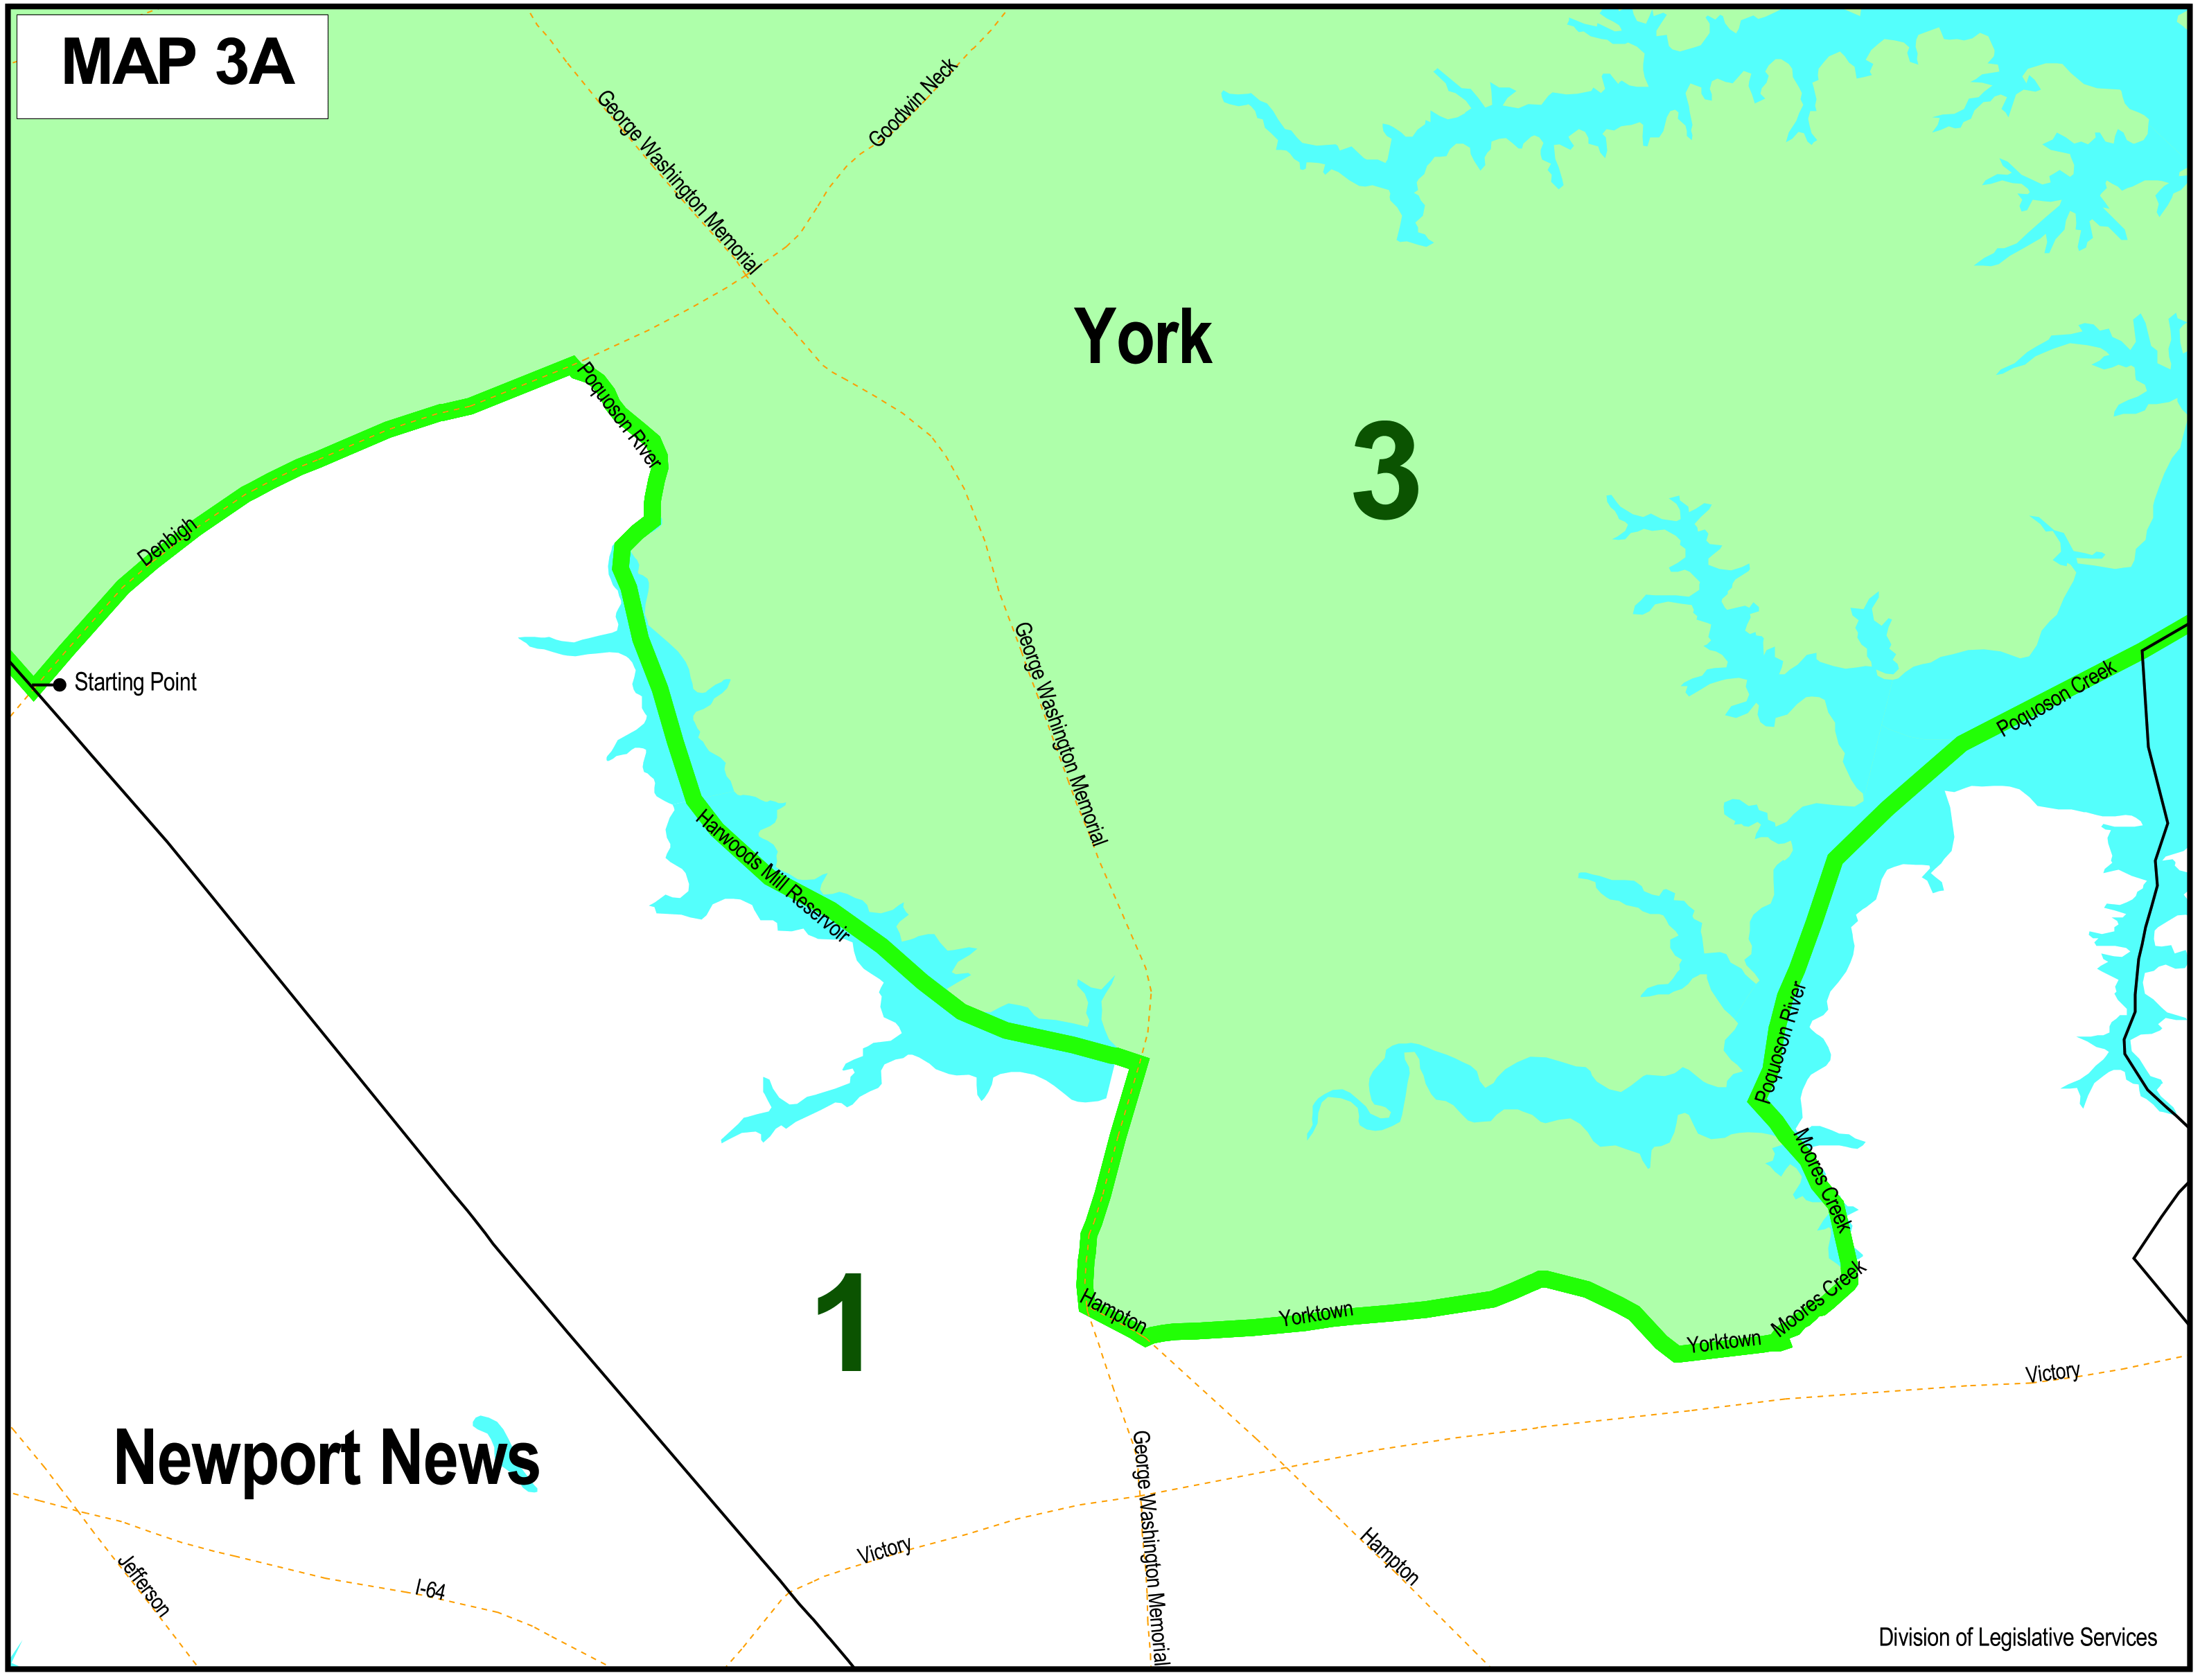 MAP 3A
George Washington Memorial
Goodwin Neck
York
Poquoson River
3
Denbigh
Starting Point
George Washington Memorial
Poquoson Creek
Harwoods Mill Reservoir
Poquoson River
Moores Creek
1
Hampton
Yorktown
Moores Creek
Yorktown
Victory
Newport News
George Washington Memorial
Victory
Hampton
Jefferson
I-64
Division of Legislative Services